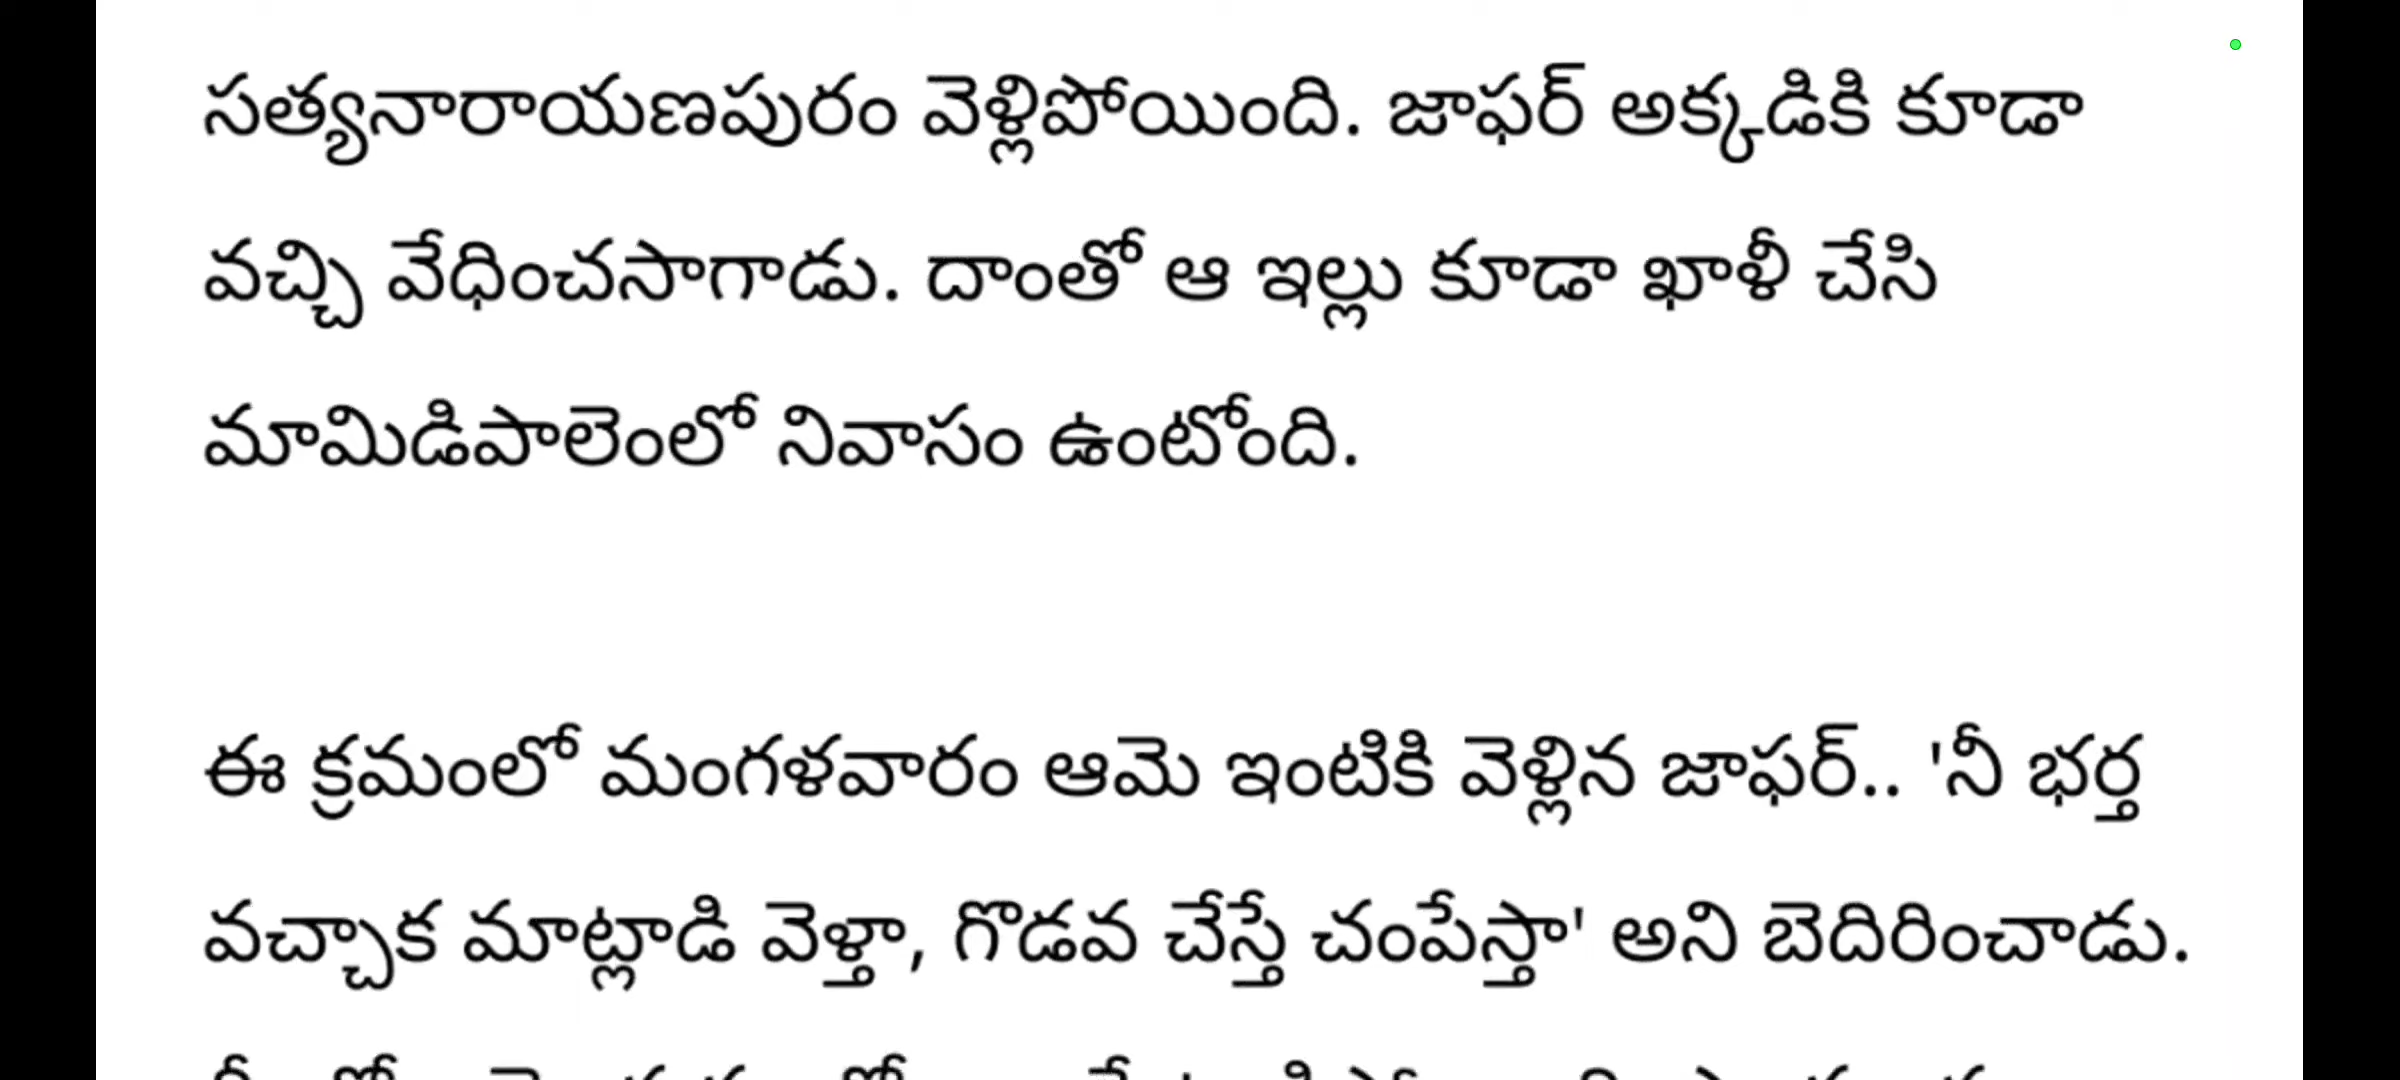 సత్యనారాయణపురం వెళ్లిపోయింది. జాఫర్ అక్కడికి కూడా
వచ్చి వేధించసాగాడు. దాంతో ఆ ఇల్లు కూడా ఖాళీ చేసి
మామిడిపాలెంలో నివాసం ఉంటోంది.
ఈ క్రమంలో మంగళవారం ఆమె ఇంటికి వెళ్లిన జాఫర్.. 'నీ భర్త
వచ్చాక మాట్లాడి వెళ్తా, గొడవ చేస్తే చంపేస్తా' అని బెదిరించాడు.